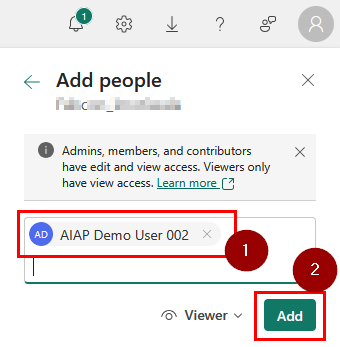 1
?
Add people
Admins, members, and contributors
have edit and view access. Viewers only
have view access. Learn more
AD AIAP Demo User 002
1
2
Viewer
Add